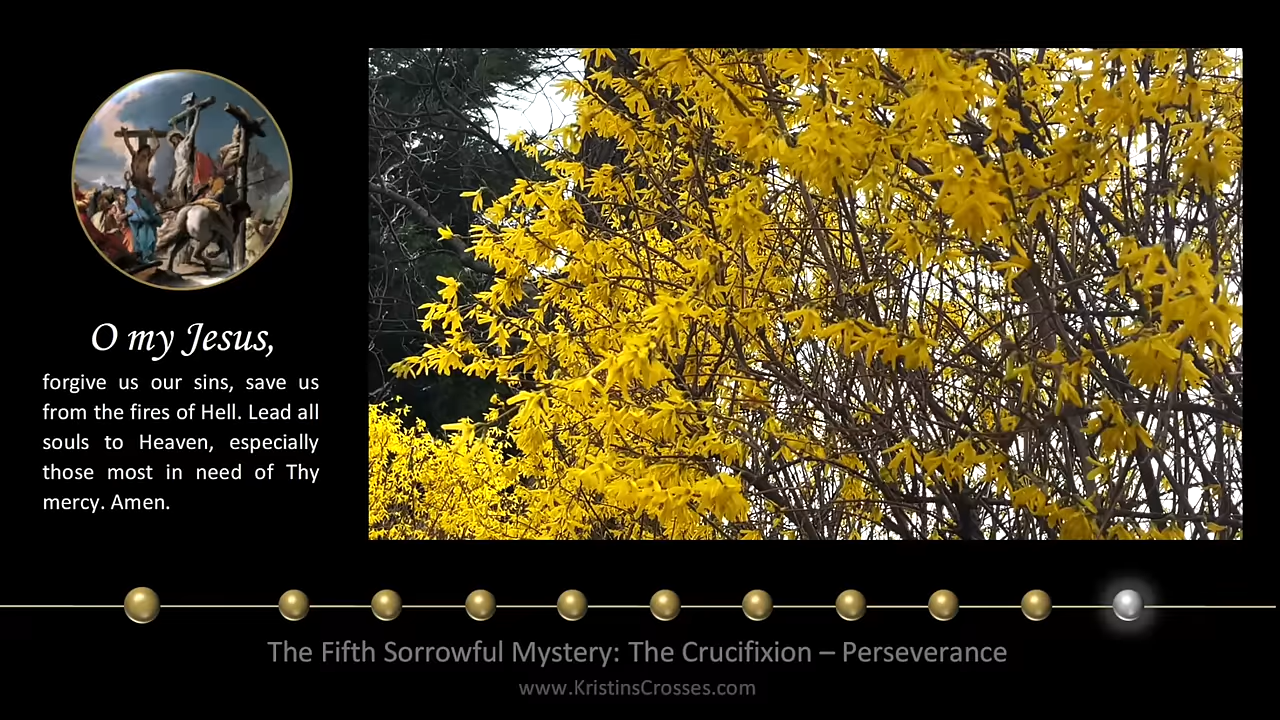 O my Jesus,
forgive us our sins, save us
from the fires of Hell. Lead all
souls to Heaven, especially
those most in need of Thy
mercy. Amen.
The Fifth Sorrowful Mystery: The Crucifixion – Perseverance
www.KristinsCrosses.com